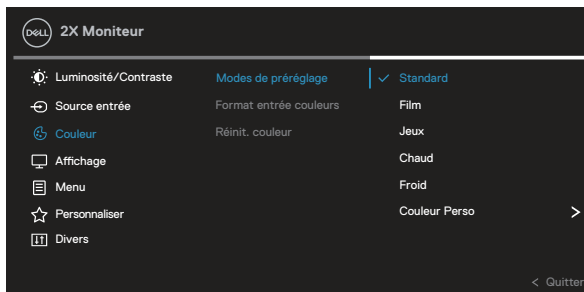 DELL 2X Moniteur
Luminosité/Contraste Modes de préréglage Standard
Source entrée Format entrée couleurs Film
Couleur Réinit. couleur Jeux
Affichage Chaud
Menu Froid
Personnaliser Couleur Perso >
Divers
< Quitter